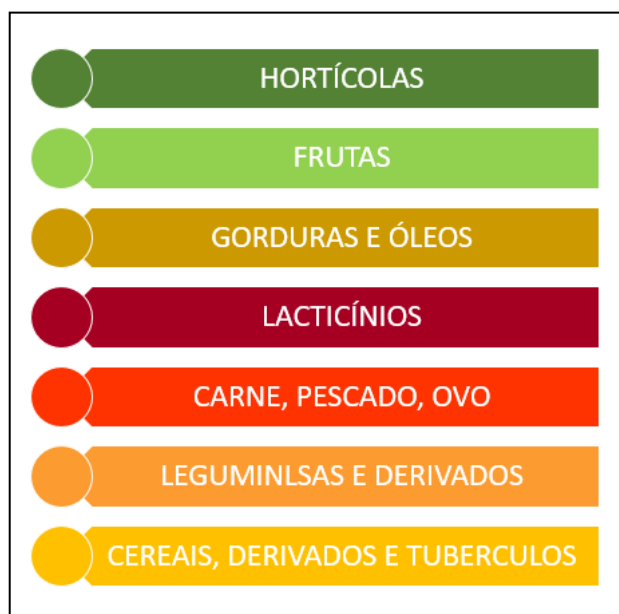 HORTÍCOLAS
FRUTAS
GORDURAS E ÓLEOS
LACTICÍNIOS
CARNE, PESCADO, OVO
LEGUMINLSAS E DERIVADOS
CEREAIS, DERIVADOS E TUBERCULOS